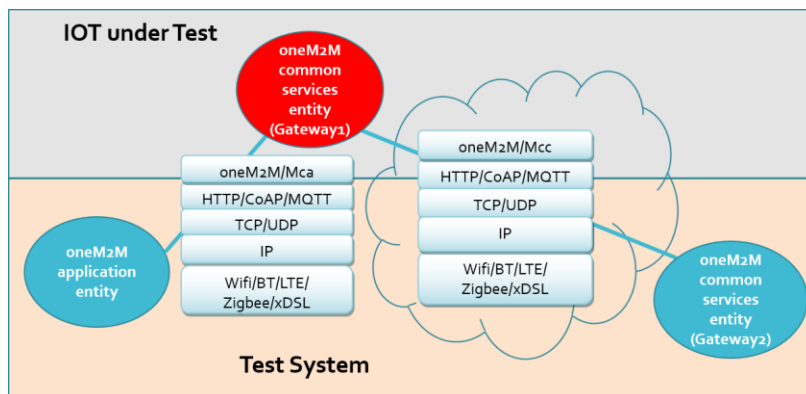 IOT under Test
oneM2M
common
services
entity
(Gateway1)
oneM2M/Mca
HTTP/CoAP/MQTT
TCP/UDP
IP
Wifi/BT/LTE/
Zigbee/xDSL
oneM2M/Mcc
HTTP/CoAP/MQTT
TCP/UDP
IP
Wifi/BT/LTE/
Zigbee/xDSL
oneM2M
application
entity
oneM2M
common
services
entity
(Gateway2)
Test System